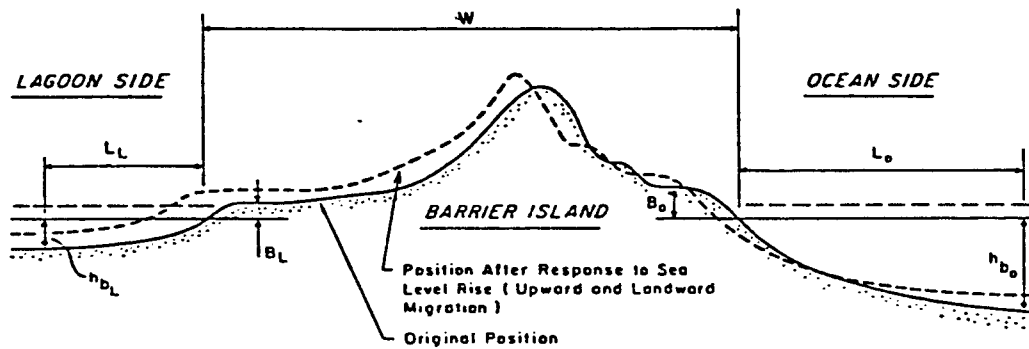 W
LAGOON SIDE
OCEAN SIDE
L_L
L_o
BARRIER ISLAND
B_o
B_L
h_bL
h_bo
Position After Response to Sea
Level Rise (Upward and Landward
Migration)
Original Position